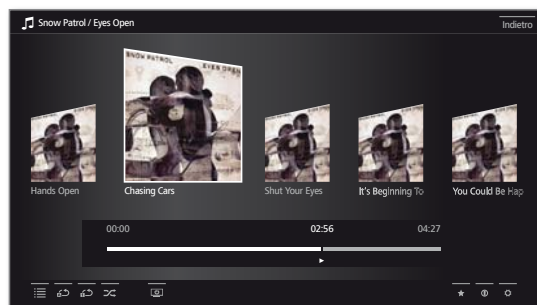 Snow Patrol / Eyes Open
Indietro
SNOW PATROL
EYES OPEN
Hands Open
Chasing Cars
Shut Your Eyes
It's Beginning To
You Could Be Hap
00:00
02:56
04:27